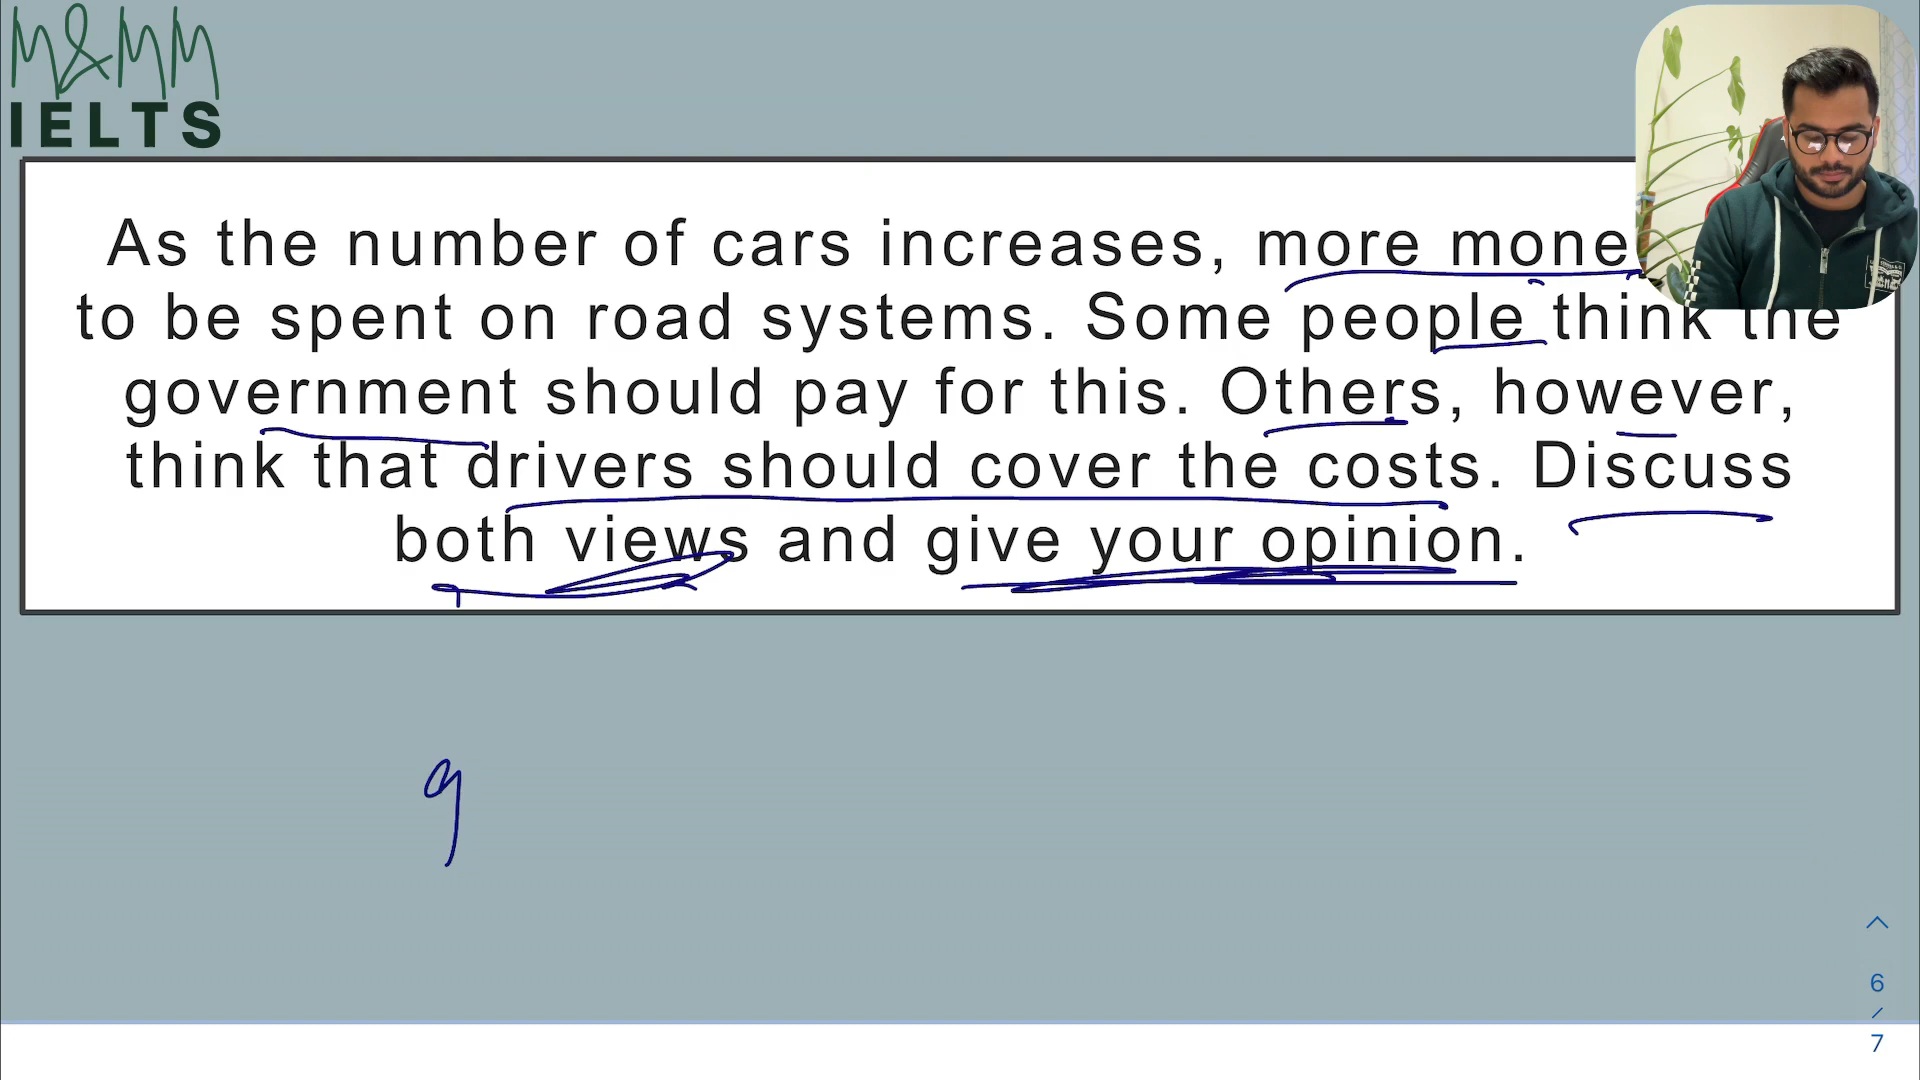 M&MM
IELTS
As the number of cars increases, more mone
to be spent on road systems. Some people think the
government should pay for this. Others, however,
think that drivers should cover the costs. Discuss
both views and give your opinion.
g
6
/
7